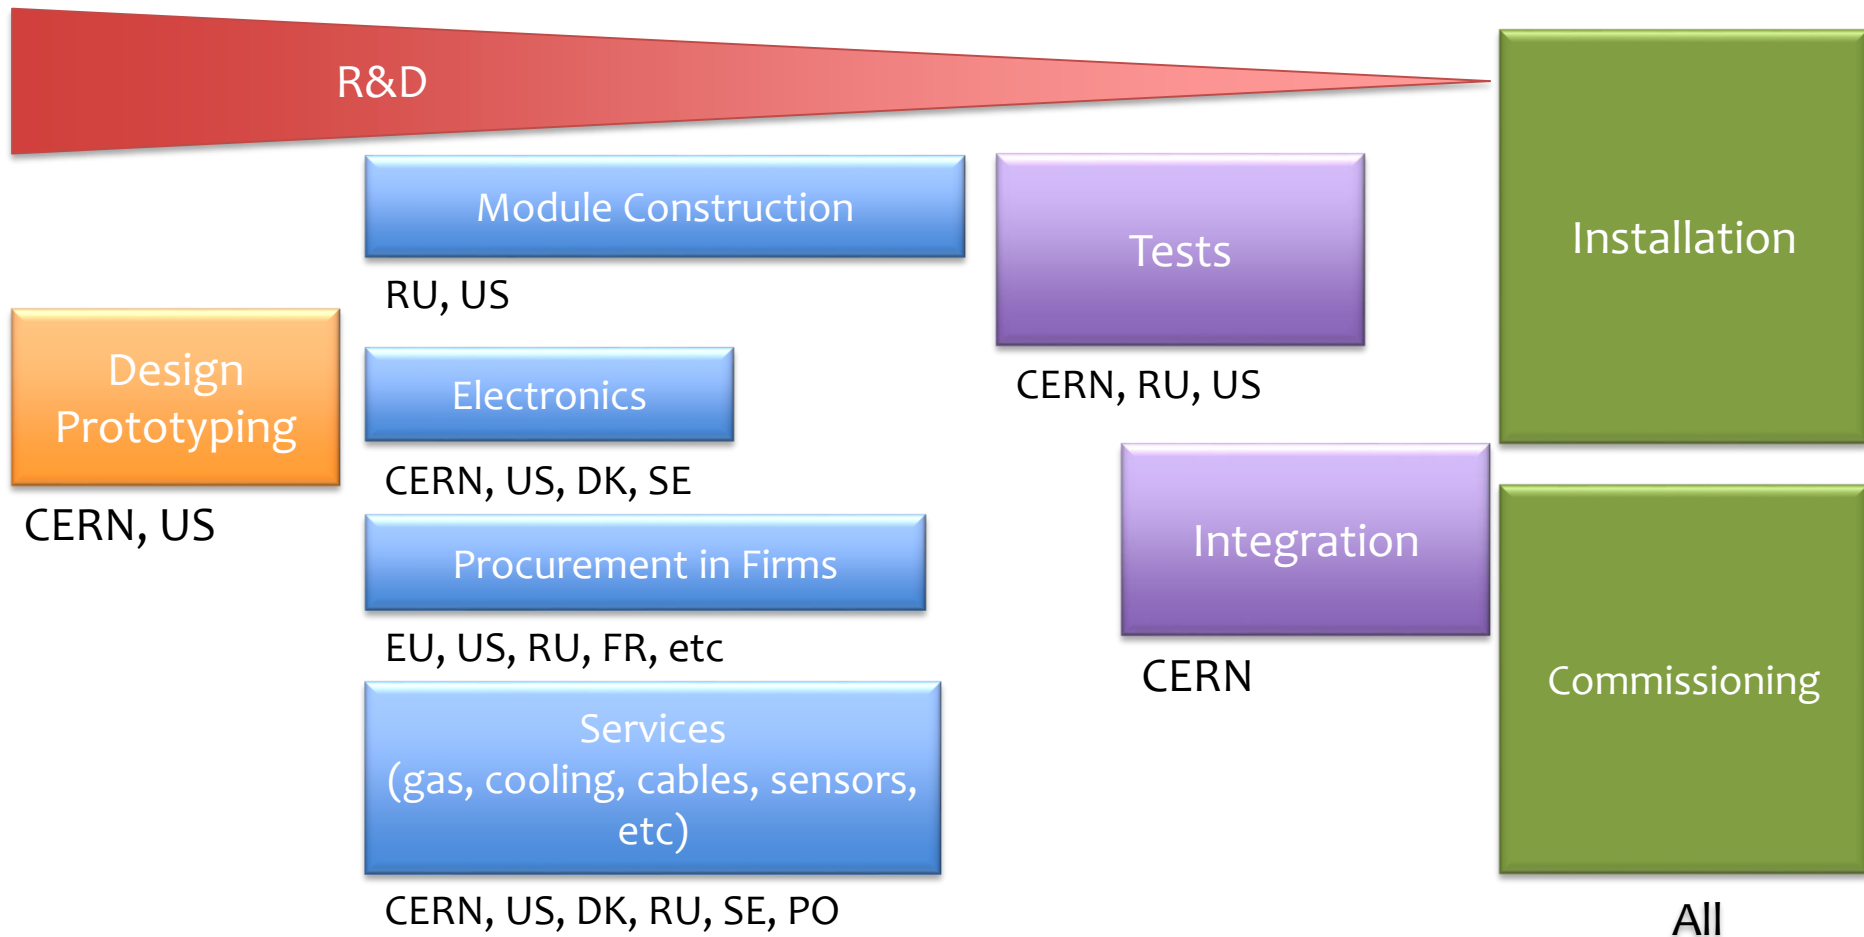 R&D
Module Construction
RU, US
Design
Prototyping
CERN, US
Electronics
CERN, US, DK, SE
Procurement in Firms
EU, US, RU, FR, etc
Services
(gas, cooling, cables, sensors,
etc)
CERN, US, DK, RU, SE, PO
Tests
CERN, RU, US
Integration
CERN
Installation
Commissioning
All